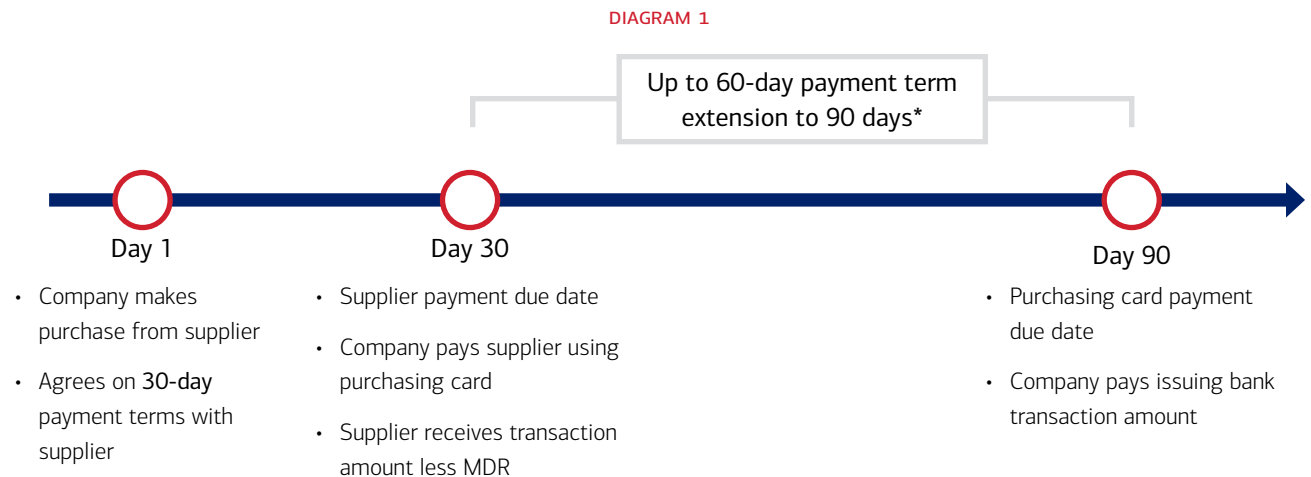 DIAGRAM 1
Up to 60-day payment term
extension to 90 days*
Day 1
• Company makes
purchase from supplier
• Agrees on 30-day
payment terms with
supplier
Day 30
• Supplier payment due date
• Company pays supplier using
purchasing card
• Supplier receives transaction
amount less MDR
Day 90
• Purchasing card payment
due date
• Company pays issuing bank
transaction amount